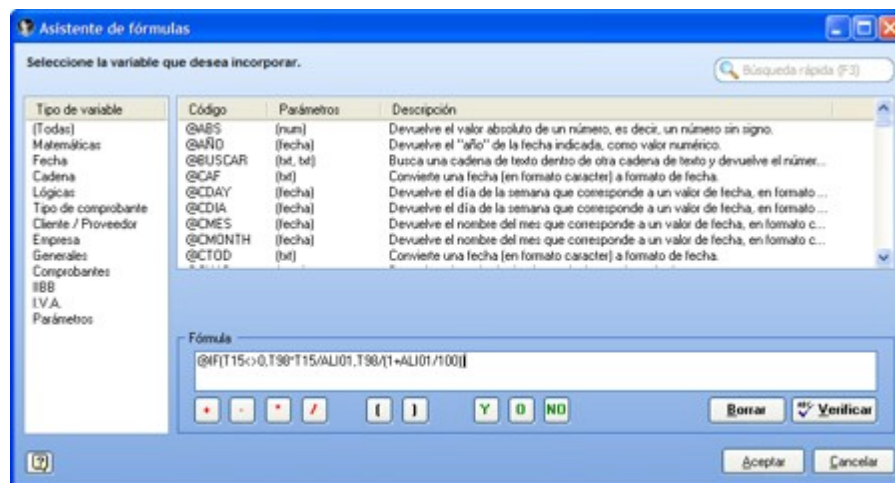 Asistente de fórmulas
Seleccione la variable que desea incorporar.
Búsqueda rápida (F3)
Tipo de variable
(Todas)
Matemáticas
Fecha
Cadena
Lógicas
Tipo de comprobante
Cliente / Proveedor
Empresa
Generales
Comprobantes
IIBB
I.V.A.
Parámetros
Código Parámetros Descripción
@ABS (num) Devuelve el valor absoluto de un número, es decir, un número sin signo.
@AÑO (fecha) Devuelve el "año" de la fecha indicada, como valor numérico.
@BUSCAR (txt, txt) Busca una cadena de texto dentro de otra cadena de texto y devuelve el númer...
@CAF (txt) Convierte una fecha (en formato caracter) a formato de fecha.
@CDAY (fecha) Devuelve el día de la semana que corresponde a un valor de fecha, en formato ...
@CDIA (fecha) Devuelve el día de la semana que corresponde a un valor de fecha, en formato ...
@CMES (fecha) Devuelve el nombre del mes que corresponde a un valor de fecha, en formato c...
@CMONTH (fecha) Devuelve el nombre del mes que corresponde a un valor de fecha, en formato c...
@CTOD (txt) Convierte una fecha (en formato caracter) a formato de fecha.
Fórmula
@IF(T15<>0,T98*T15/ALI01,T98/(1+ALI01/100))
+ - * / ( ) Y O NO
Borrar Verificar
Aceptar Cancelar